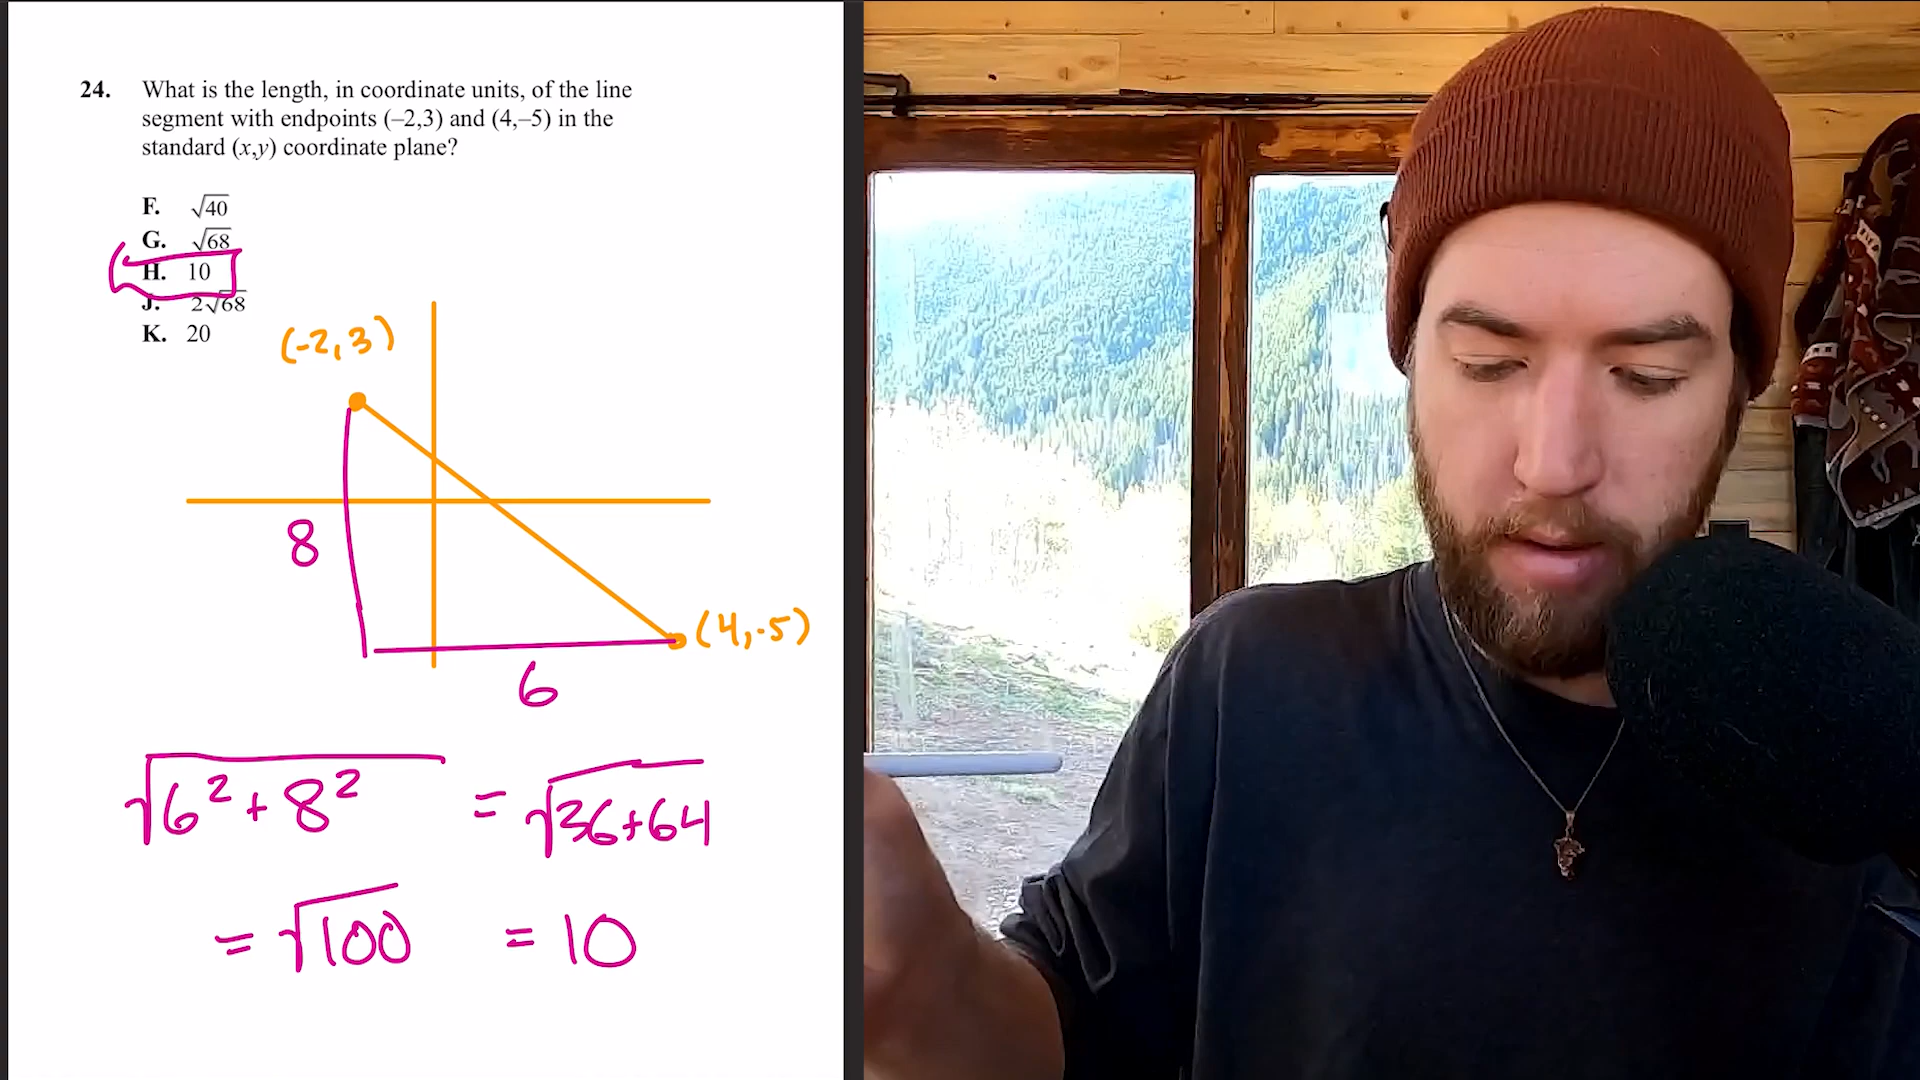 24. What is the length, in coordinate units, of the line
segment with endpoints (–2,3) and (4,–5) in the
standard (x,y) coordinate plane?
F. √40
G. √68
H. 10
J. 2√68
K. 20
(-2,3)
8
(4,-5)
6
√6²+8² = √36+64
= √100 = 10